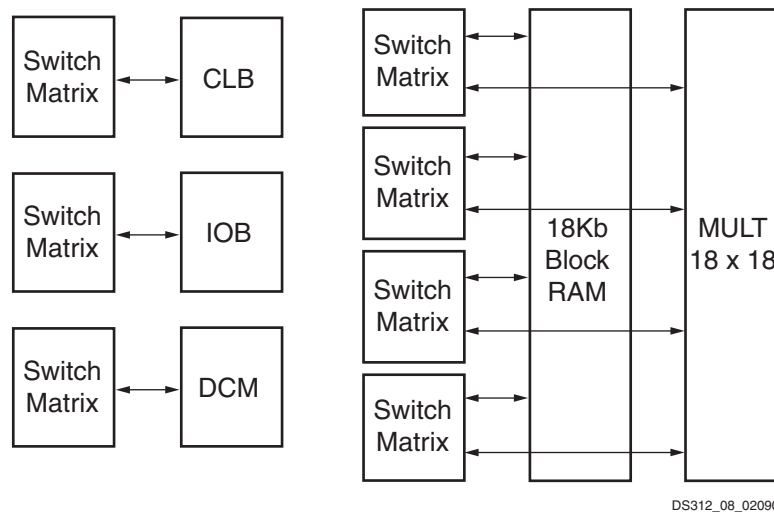 Switch
Matrix
CLB
Switch
Matrix
IOB
Switch
Matrix
DCM
Switch
Matrix
Switch
Matrix
Switch
Matrix
Switch
Matrix
18Kb
Block
RAM
MULT
18 x 18
DS312_08_02090